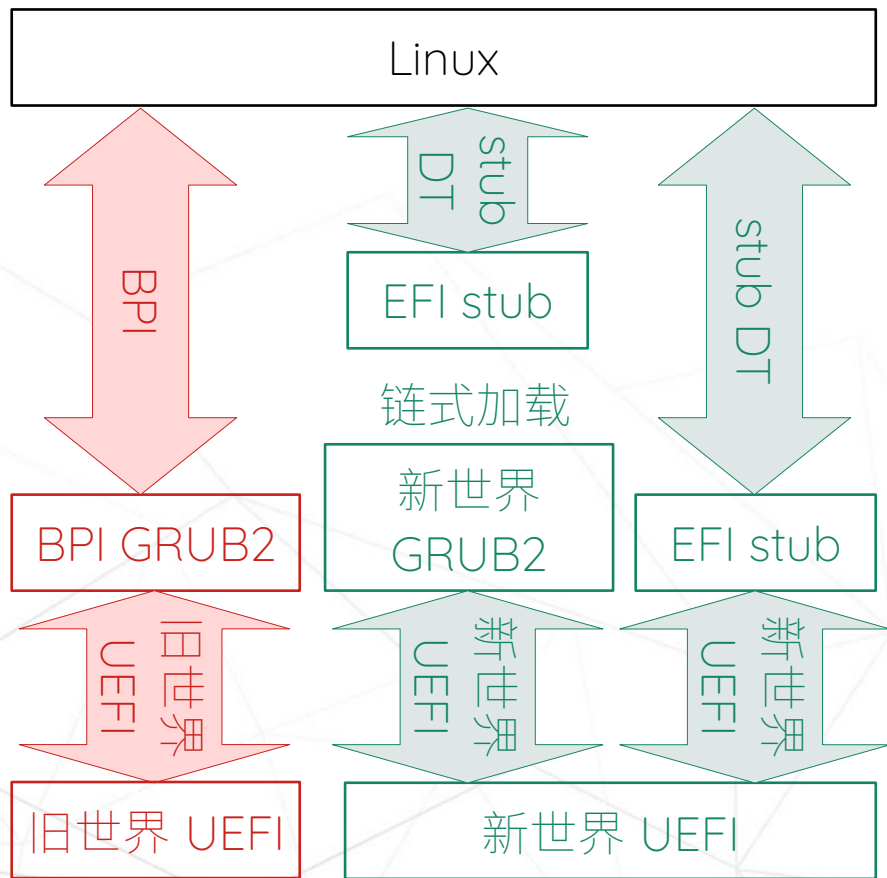 Linux
BPI
stub
DT
stub DT
EFI stub
链式加载
BPI GRUB2
新世界
GRUB2
EFI stub
旧世界
UEFI
新世界
UEFI
新世界
UEFI
旧世界 UEFI
新世界 UEFI